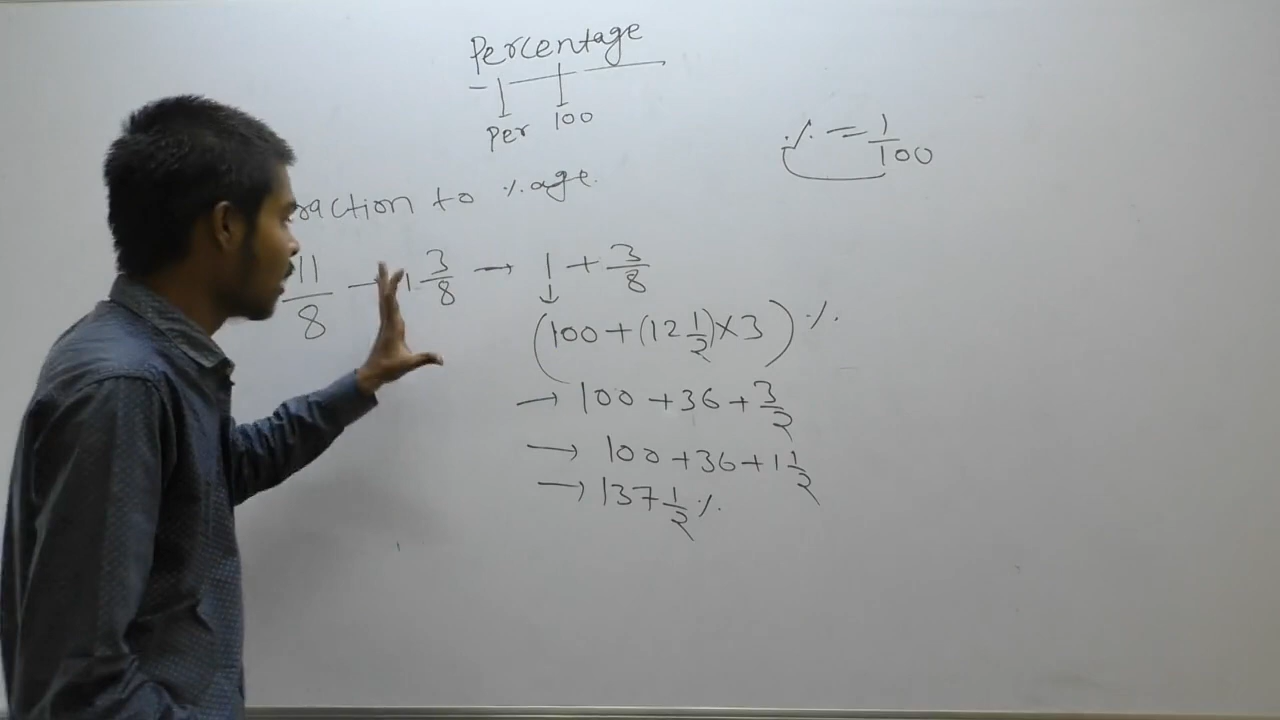 Percentage
Per 100
% = 1/100
raction to %age.
11/8 → 1 3/8 → 1 + 3/8
(100 + (12 1/2) × 3) %
→ 100 + 36 + 3/2
→ 100 + 36 + 1 1/2
→ 137 1/2 %